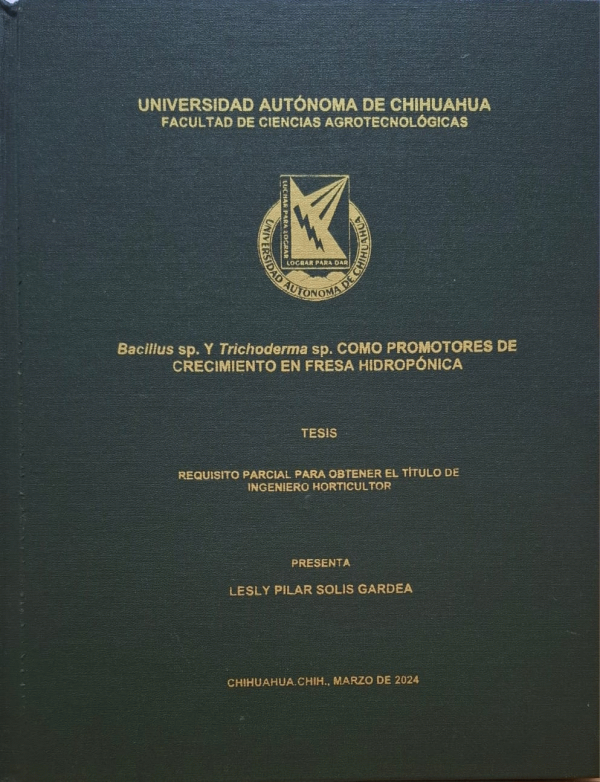 UNIVERSIDAD AUTÓNOMA DE CHIHUAHUA
FACULTAD DE CIENCIAS AGROTECNOLÓGICAS
LUCHAR PARA LOGRAR
LOGRAR PARA DAR
UNIVERSIDAD AUTONOMA DE CHIHUAHUA
Bacillus sp. Y Trichoderma sp. COMO PROMOTORES DE
CRECIMIENTO EN FRESA HIDROPÓNICA
TESIS
REQUISITO PARCIAL PARA OBTENER EL TÍTULO DE
INGENIERO HORTICULTOR
PRESENTA
LESLY PILAR SOLIS GARDEA
CHIHUAHUA.CHIH., MARZO DE 2024